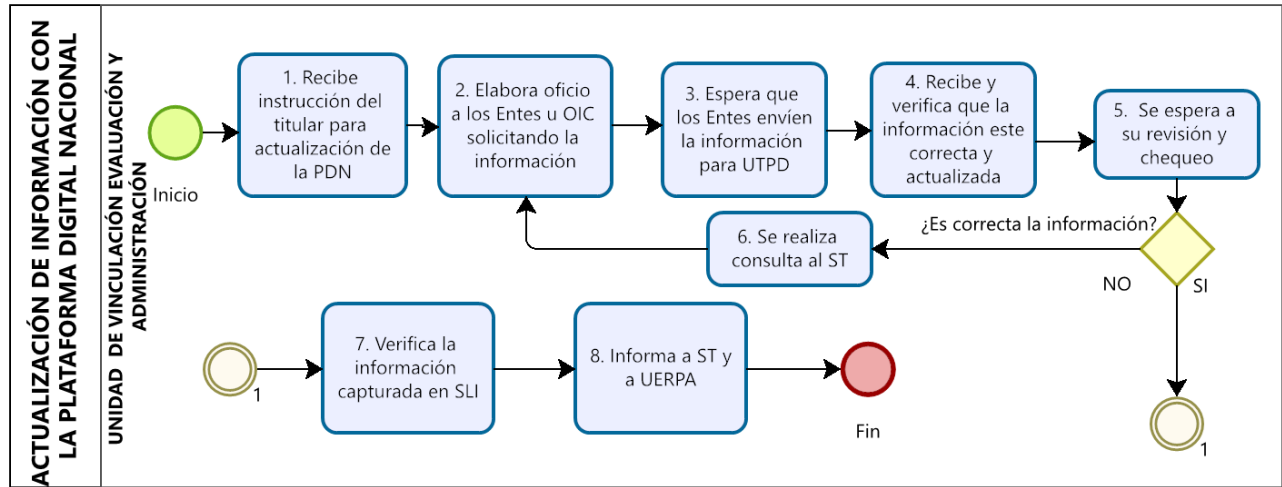 ACTUALIZACIÓN DE INFORMACIÓN CON
LA PLATAFORMA DIGITAL NACIONAL
UNIDAD DE VINCULACIÓN EVALUACIÓN Y
ADMINISTRACIÓN
Inicio
1. Recibe
instrucción del
titular para
actualización de
la PDN
2. Elabora oficio
a los Entes u OIC
solicitando la
información
3. Espera que
los Entes envíen
la información
para UTPD
4. Recibe y
verifica que la
información este
correcta y
actualizada
5. Se espera a
su revisión y
chequeo
¿Es correcta la información?
NO
SI
6. Se realiza
consulta al ST
1
1
7. Verifica la
información
capturada en SLI
8. Informa a ST y
a UERPA
Fin